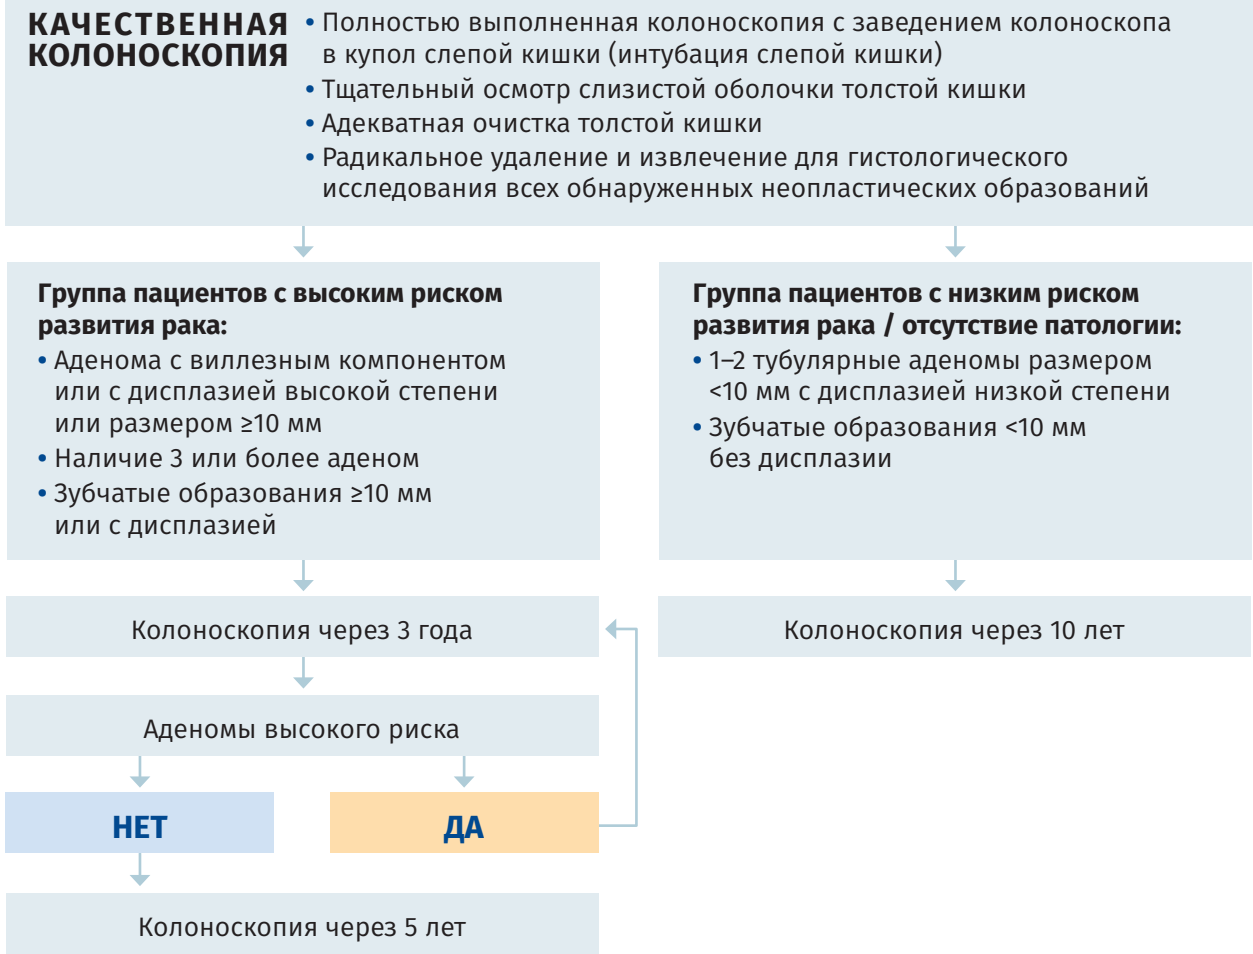 КАЧЕСТВЕННАЯ
КОЛОНОСКОПИЯ
• Полностью выполненная колоноскопия с заведением колоноскопа
в купол слепой кишки (интубация слепой кишки)
• Тщательный осмотр слизистой оболочки толстой кишки
• Адекватная очистка толстой кишки
• Радикальное удаление и извлечение для гистологического
исследования всех обнаруженных неопластических образований
Группа пациентов с высоким риском
развития рака:
• Аденома с виллезным компонентом
или с дисплазией высокой степени
или размером ≥10 мм
• Наличие 3 или более аденом
• Зубчатые образования ≥10 мм
или с дисплазией
Группа пациентов с низким риском
развития рака / отсутствие патологии:
• 1–2 тубулярные аденомы размером
<10 мм с дисплазией низкой степени
• Зубчатые образования <10 мм
без дисплазии
Колоноскопия через 3 года
Колоноскопия через 10 лет
Аденомы высокого риска
НЕТ
ДА
Колоноскопия через 5 лет